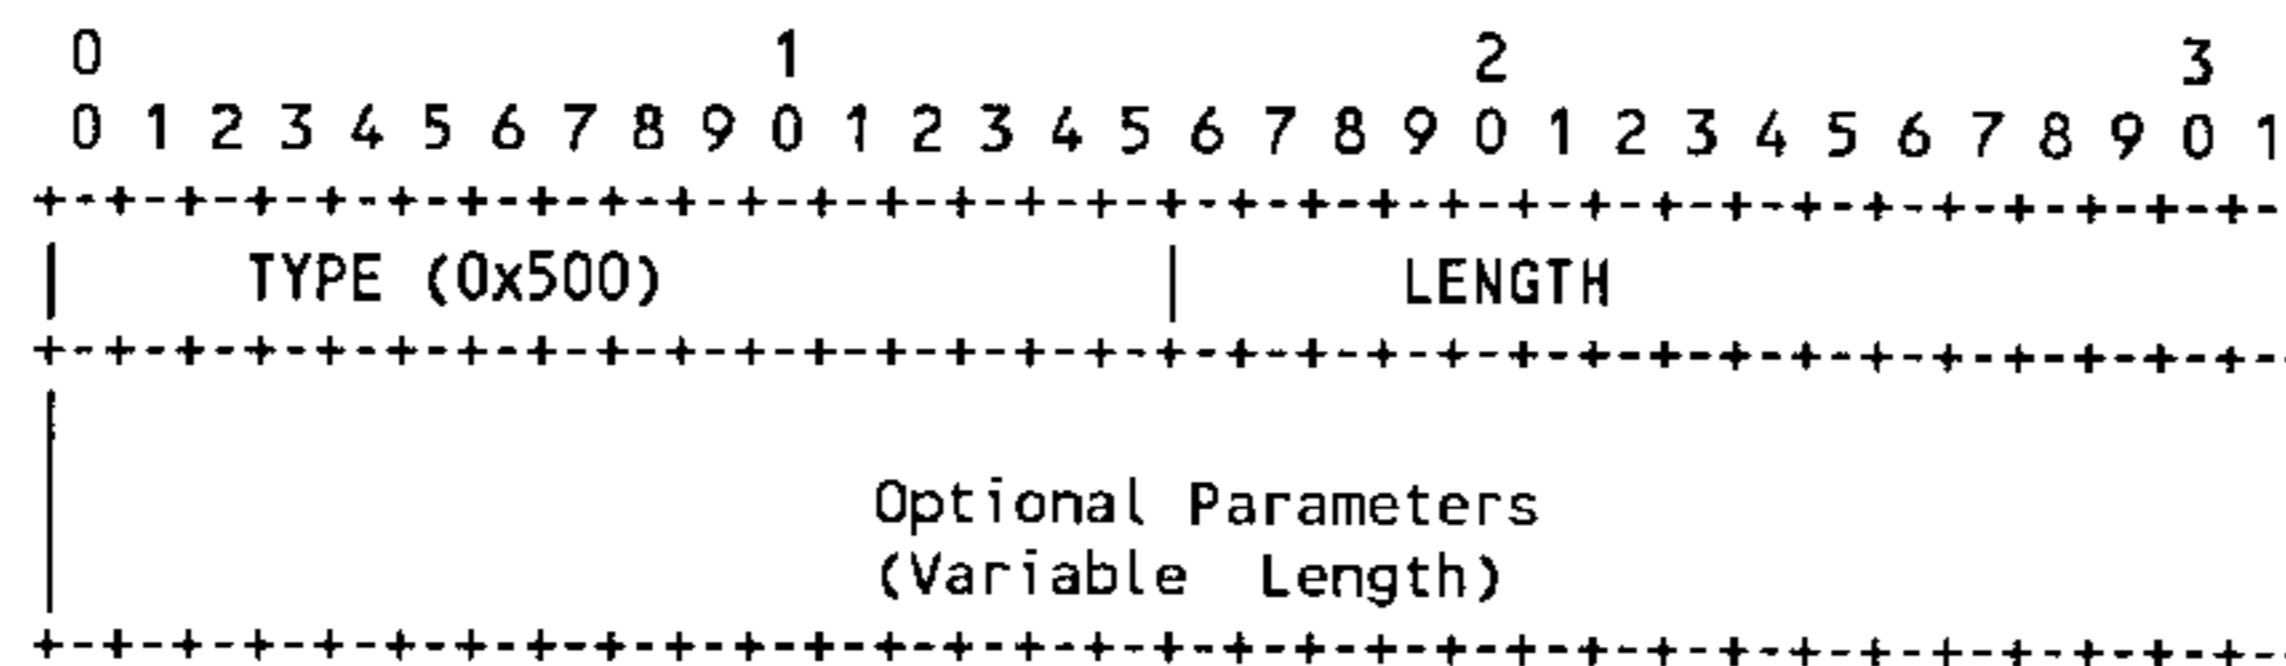 0                   1                   2                   3
0 1 2 3 4 5 6 7 8 9 0 1 2 3 4 5 6 7 8 9 0 1 2 3 4 5 6 7 8 9 0 1
+-+-+-+-+-+-+-+-+-+-+-+-+-+-+-+-+-+-+-+-+-+-+-+-+-+-+-+-+-+-+-+-
| TYPE (0x500) | LENGTH
+-+-+-+-+-+-+-+-+-+-+-+-+-+-+-+-+-+-+-+-+-+-+-+-+-+-+-+-+-+-+-+-
| Optional Parameters
(Variable Length)
+-+-+-+-+-+-+-+-+-+-+-+-+-+-+-+-+-+-+-+-+-+-+-+-+-+-+-+-+-+-+-+-